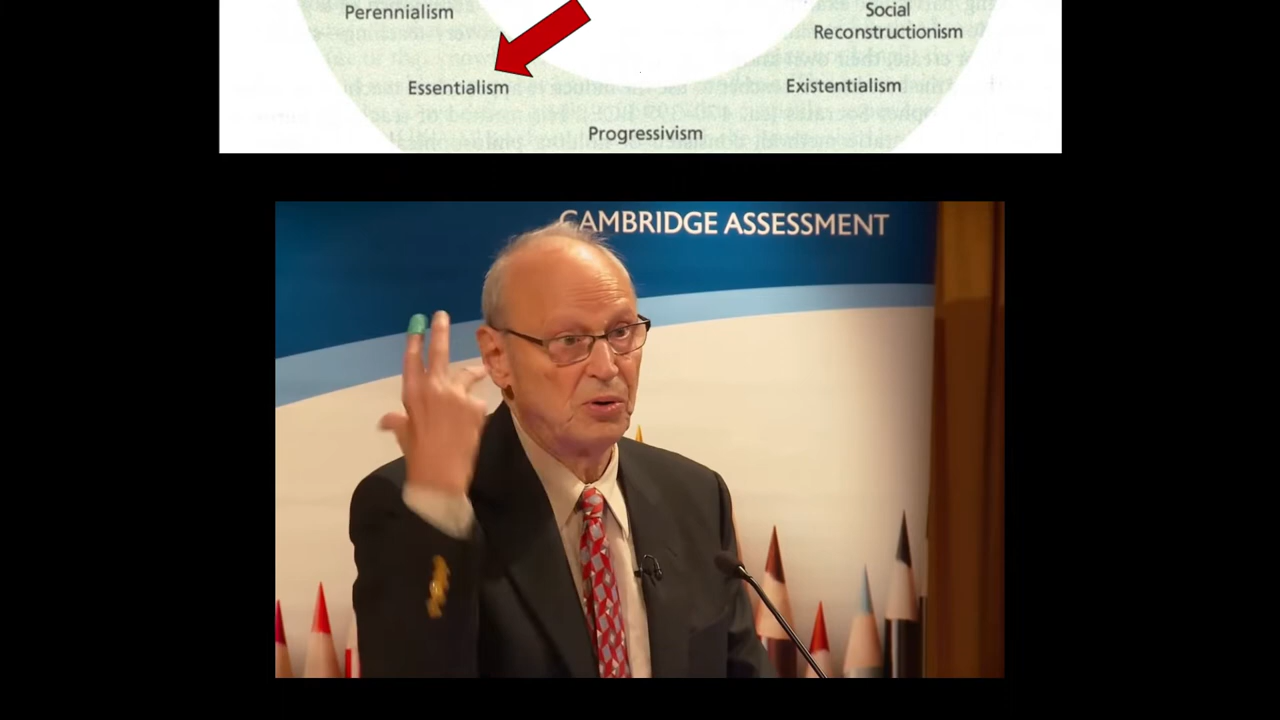 Perennialism
Social
Reconstructionism
Essentialism
Existentialism
Progressivism
CAMBRIDGE ASSESSMENT